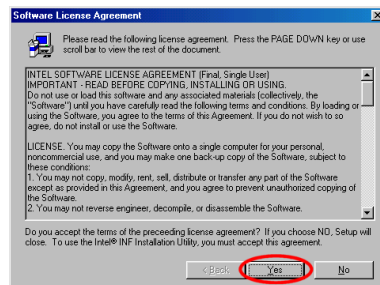 Software License Agreement
Please read the following license agreement. Press the PAGE DOWN key or use
scroll bar to view the rest of the document.
INTEL SOFTWARE LICENSE AGREEMENT (Final, Single User)
IMPORTANT - READ BEFORE COPYING, INSTALLING OR USING.
Do not use or load this software and any associated materials (collectively, the
"Software") until you have carefully read the following terms and conditions. By loading or
using the Software, you agree to the terms of this Agreement. If you do not wish to so
agree, do not install or use the Software.
LICENSE. You may copy the Software onto a single computer for your personal,
noncommercial use, and you may make one back-up copy of the Software, subject to
these conditions:
1. You may not copy, modify, rent, sell, distribute or transfer any part of the Software
except as provided in this Agreement, and you agree to prevent unauthorized copying of
the Software.
2. You may not reverse engineer, decompile, or disassemble the Software.
Do you accept the terms of the preceeding license agreement? If you choose NO, Setup will
close. To use the Intel® INF Installation Utility, you must accept this agreement.
< Back
Yes
No